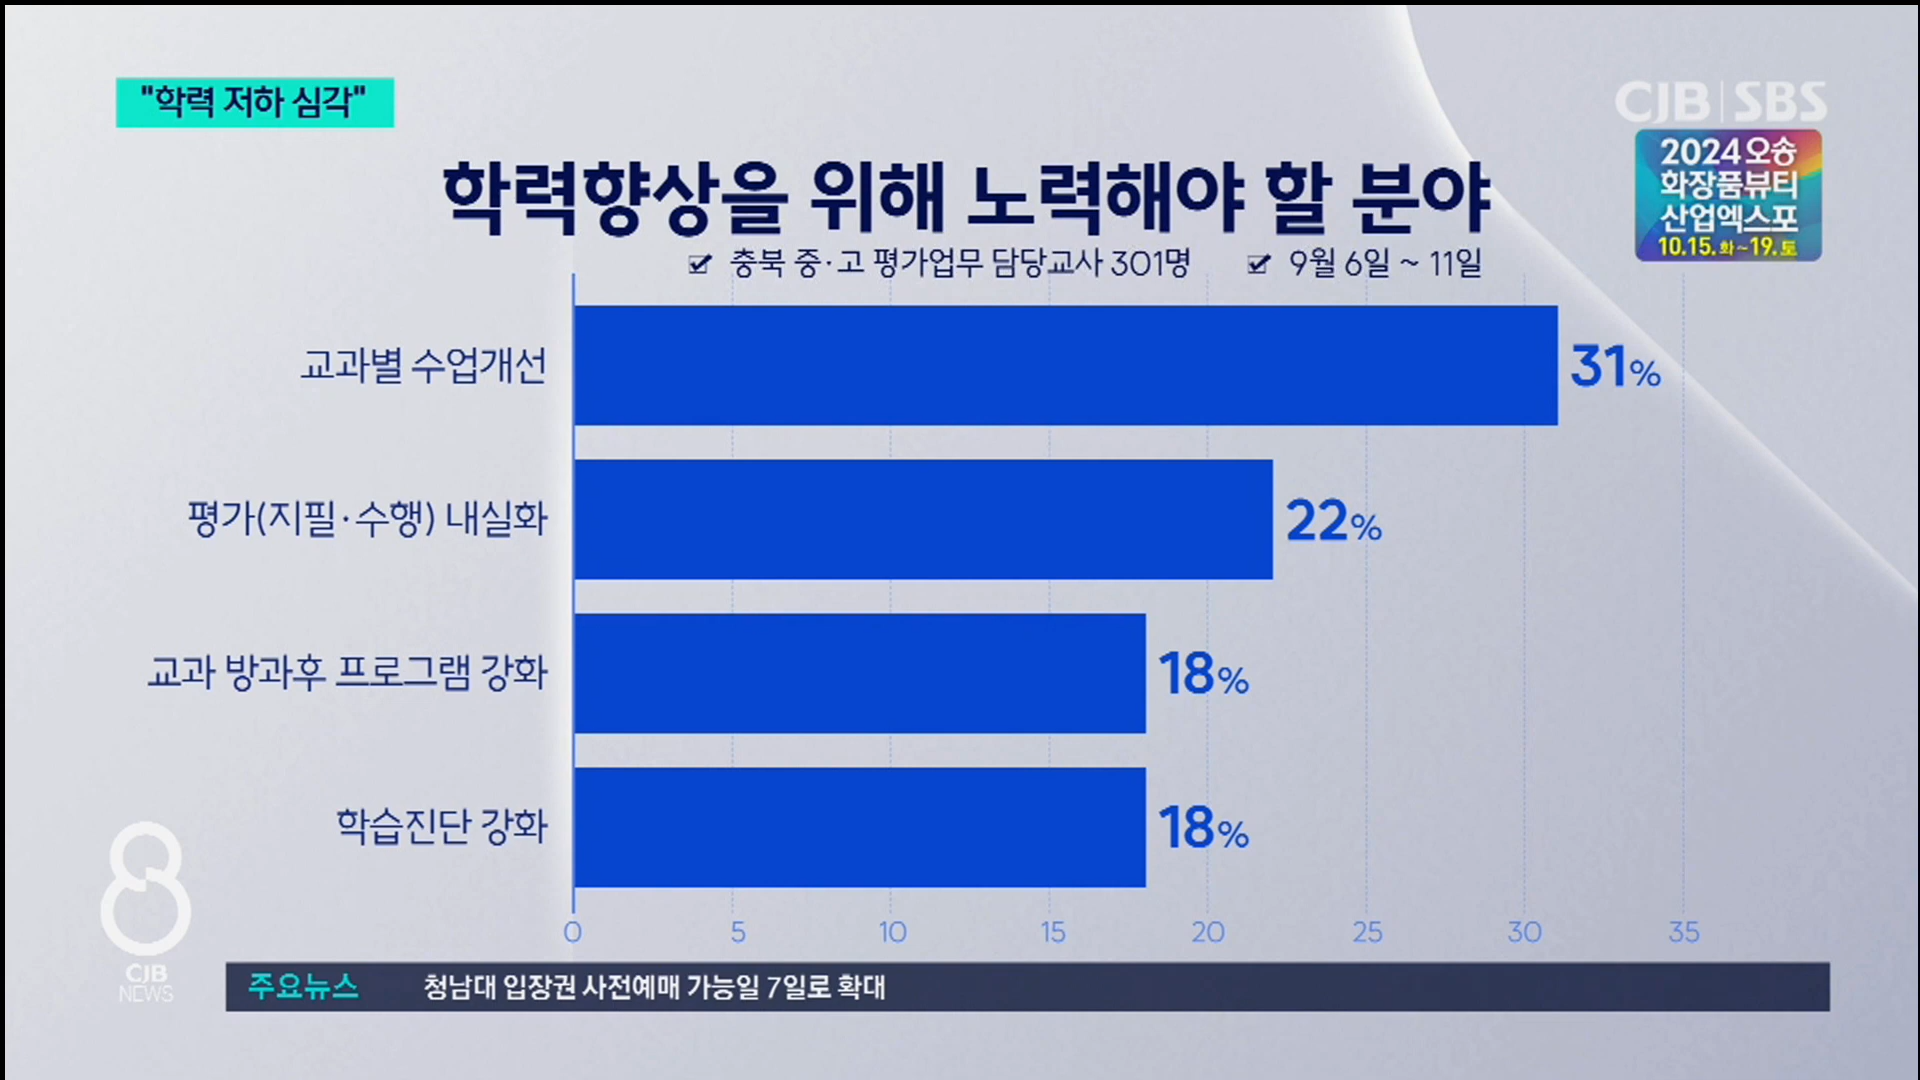 "학력 저하 심각"
CJB|SBS
2024오송
화장품뷰티
산업엑스포
10.15.화~19.토
학력향상을 위해 노력해야 할 분야
충북 중·고 평가업무 담당교사 301명 9월 6일 ~ 11일
교과별 수업개선 31%
평가(지필·수행) 내실화 22%
교과 방과후 프로그램 강화 18%
학습진단 강화 18%
0 5 10 15 20 25 30 35
8
CJB
NEWS
주요뉴스 청남대 입장권 사전예매 가능일 7일로 확대